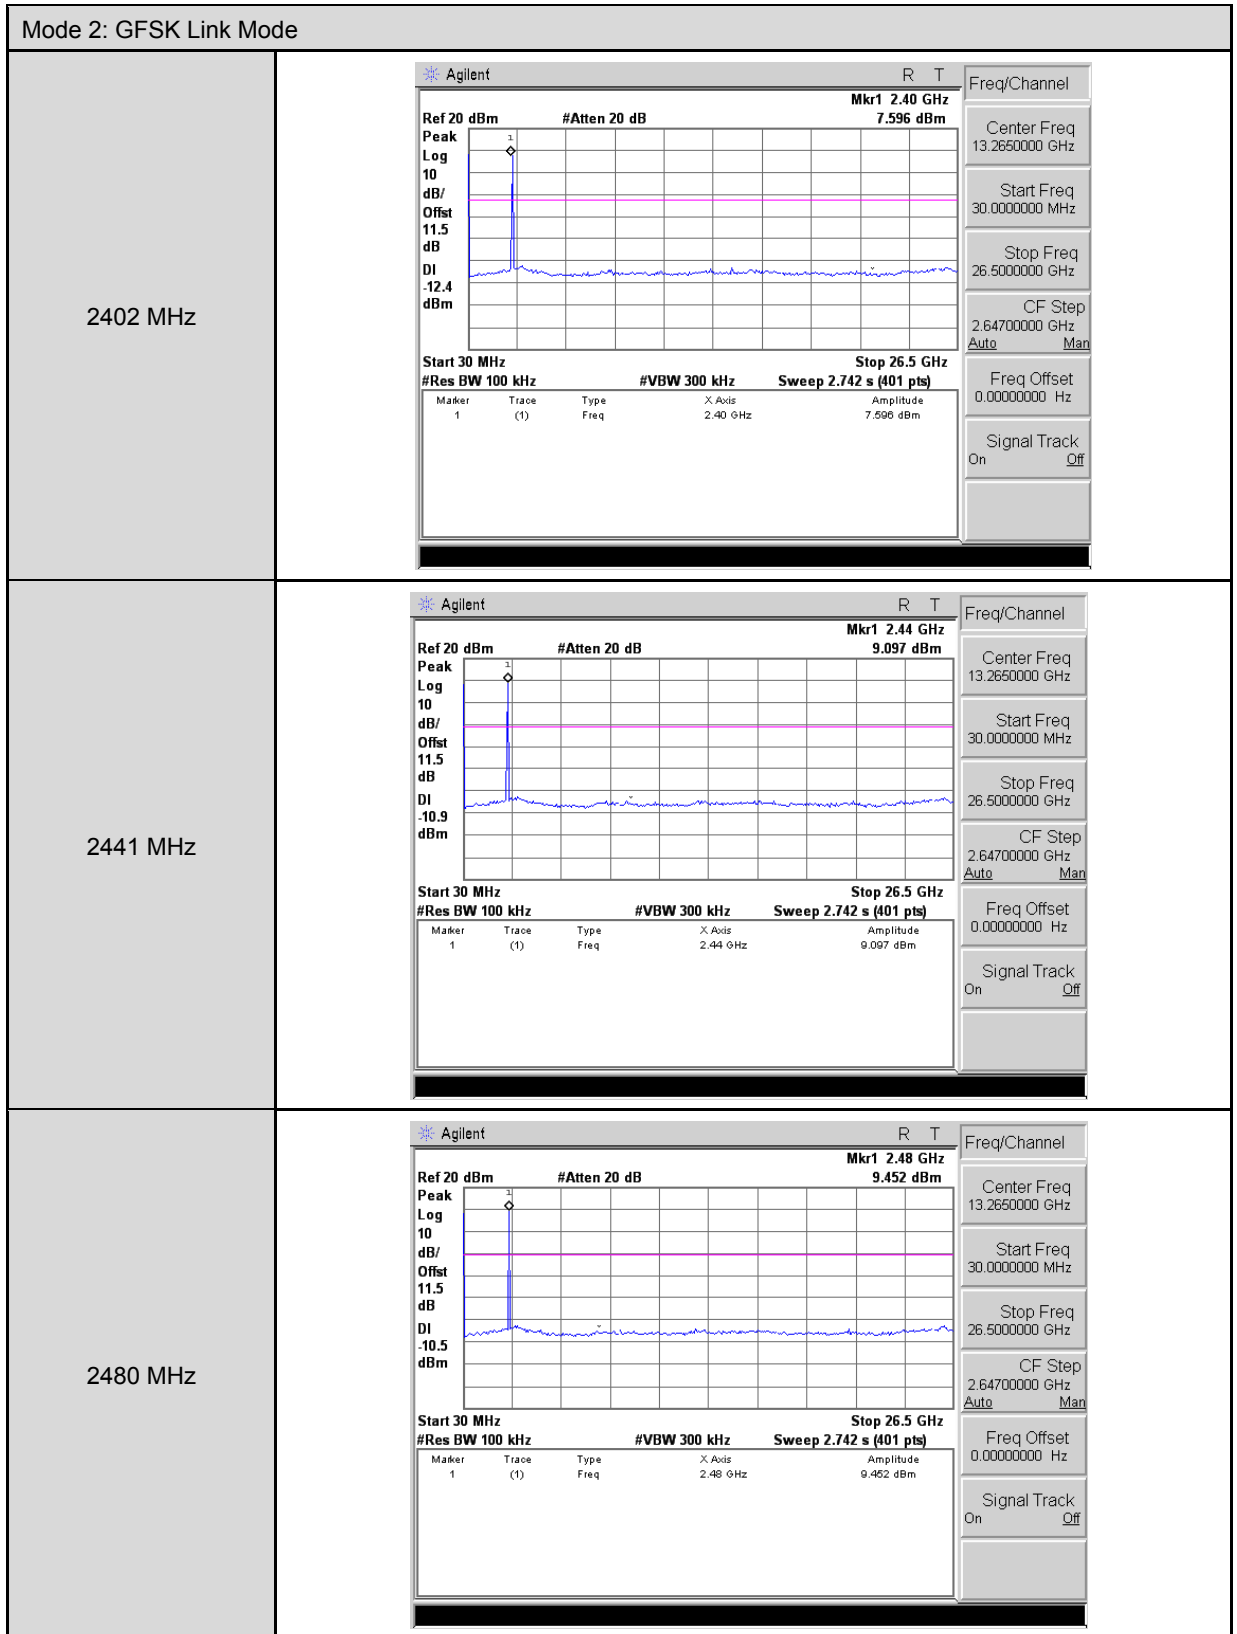 Mode 2: GFSK Link Mode
2402 MHz
Agilent R T
Freq/Channel
Mkr1 2.40 GHz
Ref 20 dBm #Atten 20 dB 7.596 dBm
Peak
Log
10
dB/
Offst
11.5
dB
DI
-12.4
dBm
1
Start 30 MHz Stop 26.5 GHz
#Res BW 100 kHz #VBW 300 kHz Sweep 2.742 s (401 pts)
Marker Trace Type X Axis Amplitude
1 (1) Freq 2.40 GHz 7.596 dBm
Center Freq
13.2650000 GHz
Start Freq
30.0000000 MHz
Stop Freq
26.5000000 GHz
CF Step
2.64700000 GHz
Auto Man
Freq Offset
0.00000000 Hz
Signal Track
On Off
2441 MHz
Agilent R T
Freq/Channel
Mkr1 2.44 GHz
Ref 20 dBm #Atten 20 dB 9.097 dBm
Peak
Log
10
dB/
Offst
11.5
dB
DI
-10.9
dBm
1
Start 30 MHz Stop 26.5 GHz
#Res BW 100 kHz #VBW 300 kHz Sweep 2.742 s (401 pts)
Marker Trace Type X Axis Amplitude
1 (1) Freq 2.44 GHz 9.097 dBm
Center Freq
13.2650000 GHz
Start Freq
30.0000000 MHz
Stop Freq
26.5000000 GHz
CF Step
2.64700000 GHz
Auto Man
Freq Offset
0.00000000 Hz
Signal Track
On Off
2480 MHz
Agilent R T
Freq/Channel
Mkr1 2.48 GHz
Ref 20 dBm #Atten 20 dB 9.452 dBm
Peak
Log
10
dB/
Offst
11.5
dB
DI
-10.5
dBm
1
Start 30 MHz Stop 26.5 GHz
#Res BW 100 kHz #VBW 300 kHz Sweep 2.742 s (401 pts)
Marker Trace Type X Axis Amplitude
1 (1) Freq 2.48 GHz 9.452 dBm
Center Freq
13.2650000 GHz
Start Freq
30.0000000 MHz
Stop Freq
26.5000000 GHz
CF Step
2.64700000 GHz
Auto Man
Freq Offset
0.00000000 Hz
Signal Track
On Off